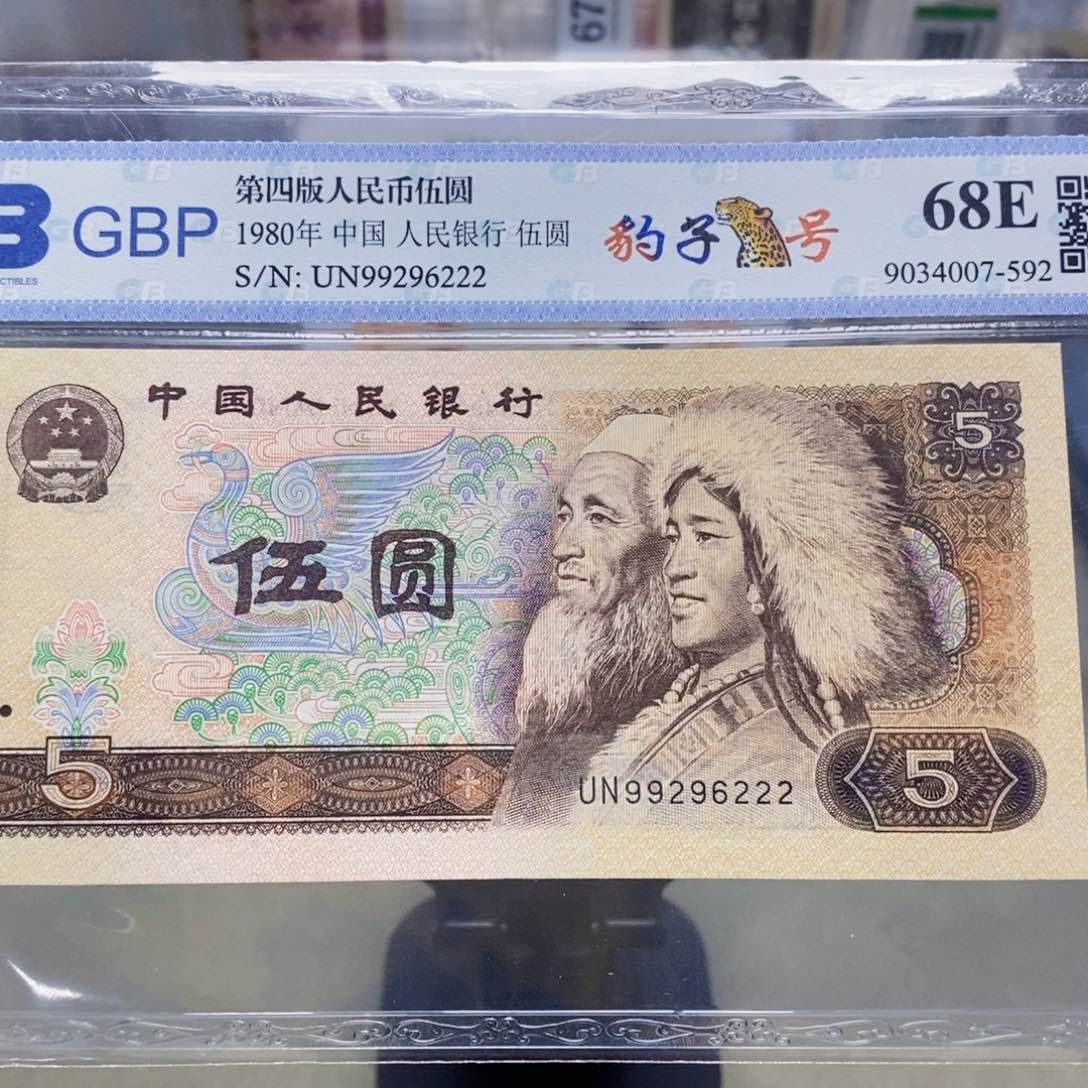 67
GBP
第四版人民币伍圆
1980年 中国 人民银行 伍圆
S/N: UN99296222
豹子号
68E
9034007-592
CTIBLES
中国人民银行
5
伍圆
5
UN99296222
5